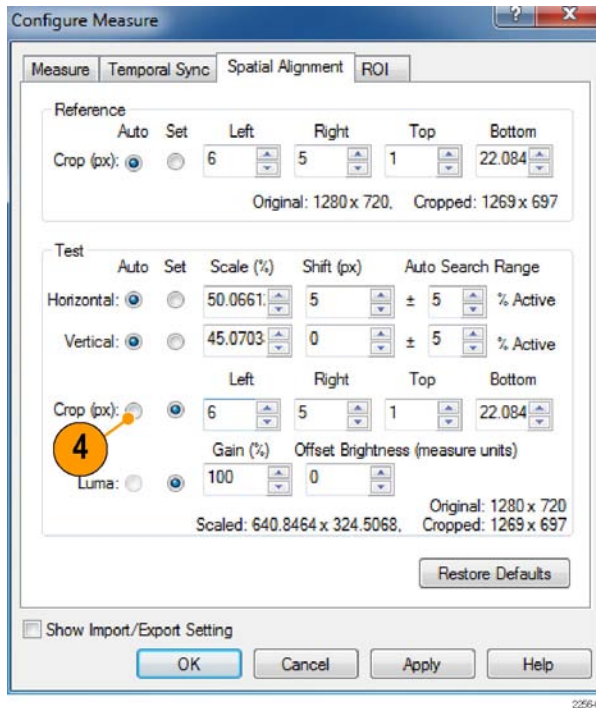 Configure Measure
? X
Measure Temporal Sync Spatial Alignment ROI
Reference
Auto Set Left Right Top Bottom
Crop (px): 6 5 1 22.084
Original: 1280 x 720, Cropped: 1269 x 697
Test
Auto Set Scale (%) Shift (px) Auto Search Range
Horizontal: 50.0661 5 ± 5 % Active
Vertical: 45.0703 0 ± 5 % Active
Left Right Top Bottom
Crop (px): 6 5 1 22.084
4
Gain (%) Offset Brightness (measure units)
Luma: 100 0
Original: 1280 x 720
Scaled: 640.8464 x 324.5068, Cropped: 1269 x 697
Restore Defaults
Show Import/Export Setting
OK Cancel Apply Help